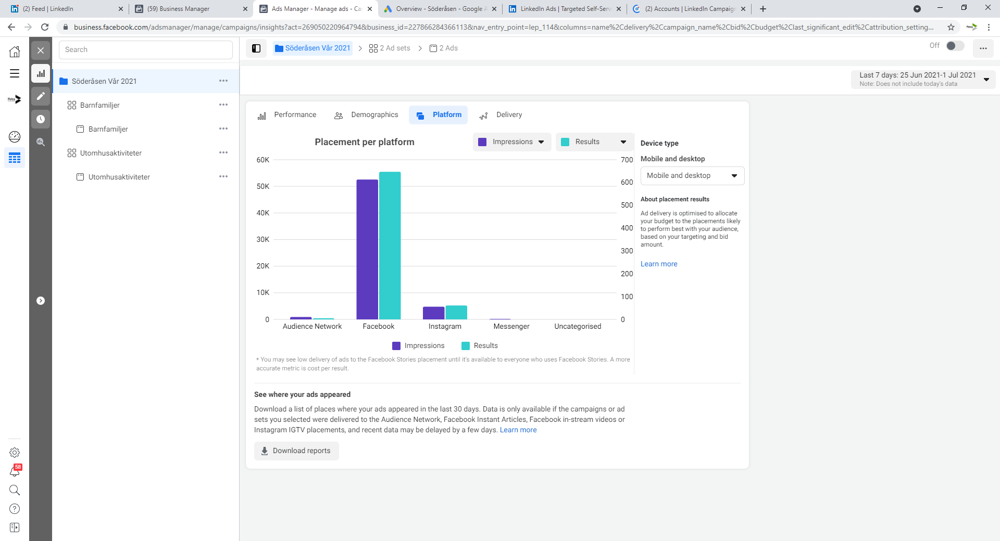 (2) Feed | LinkedIn
(59) Business Manager
Ads Manager - Manage ads - Ca
Overview - Söderåsen - Google A
LinkedIn Ads | Targeted Self-Serv
(2) Accounts | LinkedIn Campaig
business.facebook.com/adsmanager/manage/campaigns/insights?act=269050220964794&business_id=227866284366113&nav_entry_point=lep_114&columns=name%2Cdelivery%2Ccampaign_name%2Cbid%2Cbudget%2Clast_significant_edit%2Cattribution_setting...
Petra
Search
Söderåsen Vår 2021
2 Ad sets
2 Ads
Off
Last 7 days: 25 Jun 2021-1 Jul 2021
Note: Does not include today's data
Petra
Söderåsen Vår 2021
Barnfamiljer
Barnfamiljer
Utomhusaktiviteter
Utomhusaktiviteter
58
Performance
Demographics
Platform
Delivery
Placement per platform
Impressions
Results
60K
50K
40K
30K
20K
10K
0
700
600
500
400
300
200
100
0
Audience Network
Facebook
Instagram
Messenger
Uncategorised
Impressions
Results
* You may see low delivery of ads to the Facebook Stories placement until it's available to everyone who uses Facebook Stories. A more
accurate metric is cost per result.
Device type
Mobile and desktop
Mobile and desktop
About placement results
Ad delivery is optimised to allocate
your budget to the placements likely
to perform best with your audience,
based on your targeting and bid
amount.
Learn more
See where your ads appeared
Download a list of places where your ads appeared in the last 30 days. Data is only available if the campaigns or ad
sets you selected were delivered to the Audience Network, Facebook Instant Articles, Facebook in-stream videos or
Instagram IGTV placements, and recent data may be delayed by a few days. Learn more
Download reports